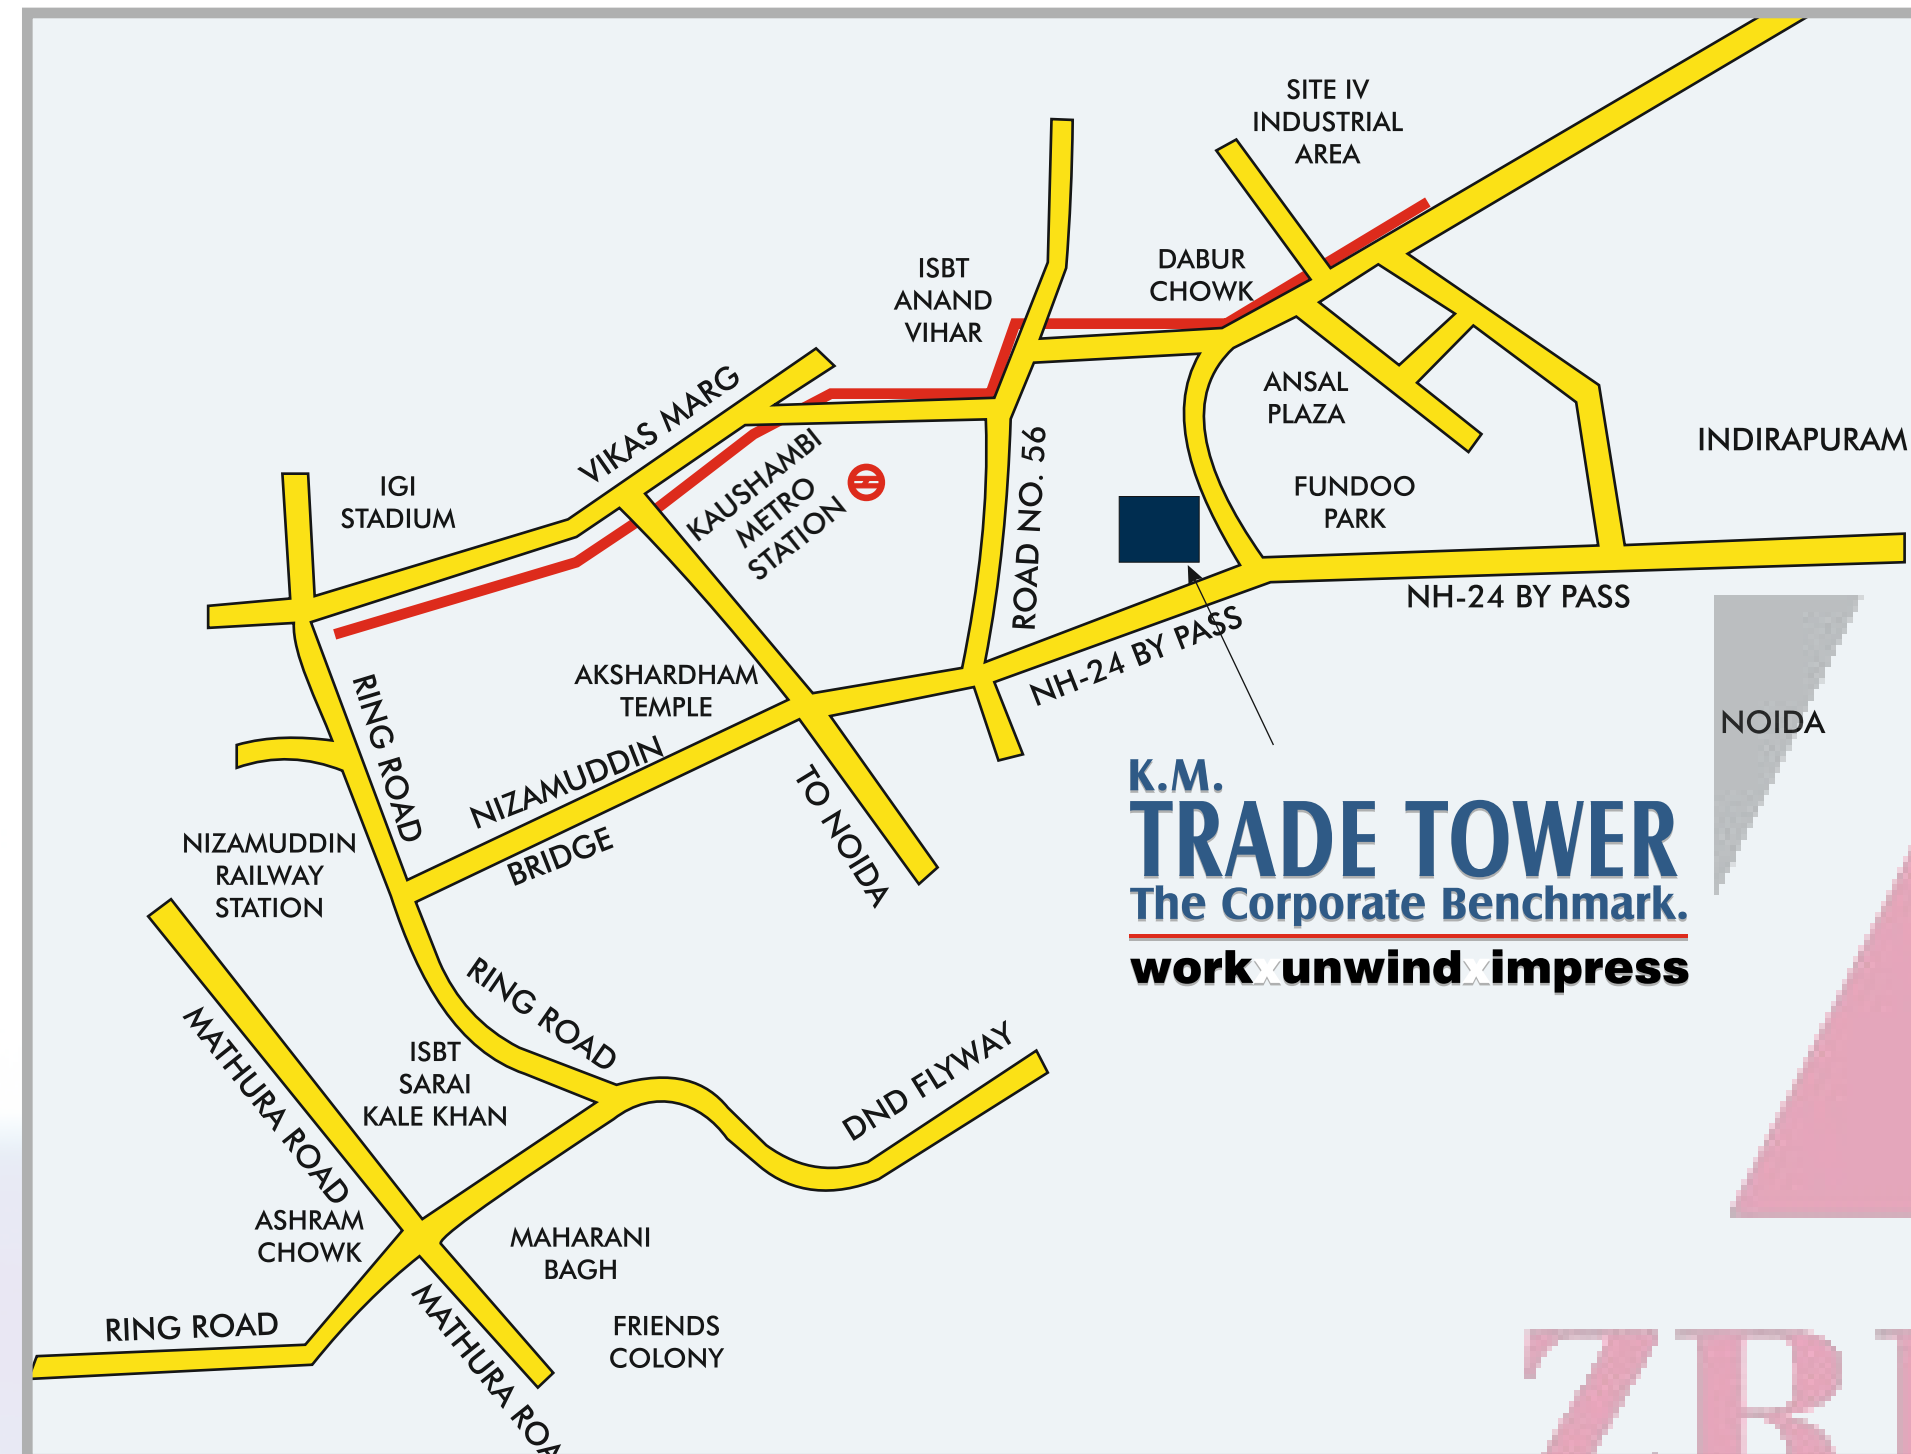 SITE IV
INDUSTRIAL
AREA
ISBT
ANAND
VIHAR
DABUR
CHOWK
VIKAS MARG
ANSAL
PLAZA
INDIRAPURAM
IGI
STADIUM
KAUSHAMBI
METRO
STATION
ROAD NO. 56
FUNDOO
PARK
NH-24 BY PASS
NH-24 BY PASS
AKSHARDHAM
TEMPLE
RING ROAD
NOIDA
NIZAMUDDIN
BRIDGE
TO NOIDA
K.M.
TRADE TOWER
The Corporate Benchmark.
workxunwindximpress
NIZAMUDDIN
RAILWAY
STATION
RING ROAD
MATHURA ROAD
ISBT
SARAI
KALE KHAN
DND FLYWAY
ASHRAM
CHOWK
MAHARANI
BAGH
RING ROAD
MATHURA ROA
FRIENDS
COLONY